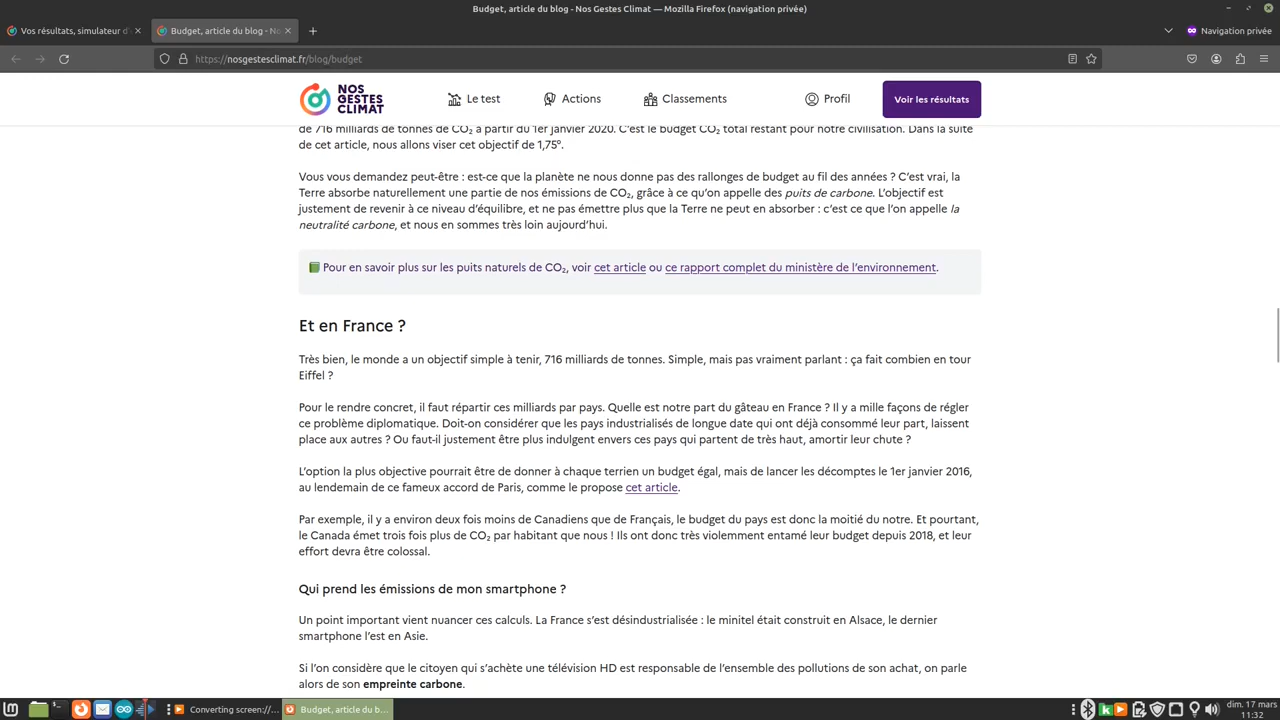 Budget, article du blog - Nos Gestes Climat — Mozilla Firefox (navigation privée)
Vos résultats, simulateur d'
Budget, article du blog - No
Navigation privée
https://nosgestesclimat.fr/blog/budget
NOS GESTES CLIMAT
Le test
Actions
Classements
Profil
Voir les résultats
de 716 milliards de tonnes de CO₂ à partir du 1er janvier 2020. C'est le budget CO₂ total restant pour notre civilisation. Dans la suite
de cet article, nous allons viser cet objectif de 1,75°.
Vous vous demandez peut-être : est-ce que la planète ne nous donne pas des rallonges de budget au fil des années ? C'est vrai, la
Terre absorbe naturellement une partie de nos émissions de CO₂, grâce à ce qu'on appelle des puits de carbone. L'objectif est
justement de revenir à ce niveau d'équilibre, et ne pas émettre plus que la Terre ne peut en absorber : c'est ce que l'on appelle la
neutralité carbone, et nous en sommes très loin aujourd'hui.
Pour en savoir plus sur les puits naturels de CO₂, voir cet article ou ce rapport complet du ministère de l'environnement.
Et en France ?
Très bien, le monde a un objectif simple à tenir, 716 milliards de tonnes. Simple, mais pas vraiment parlant : ça fait combien en tour
Eiffel ?
Pour le rendre concret, il faut répartir ces milliards par pays. Quelle est notre part du gâteau en France ? Il y a mille façons de régler
ce problème diplomatique. Doit-on considérer que les pays industrialisés de longue date qui ont déjà consommé leur part, laissent
place aux autres ? Ou faut-il justement être plus indulgent envers ces pays qui partent de très haut, amortir leur chute ?
L'option la plus objective pourrait être de donner à chaque terrien un budget égal, mais de lancer les décomptes le 1er janvier 2016,
au lendemain de ce fameux accord de Paris, comme le propose cet article.
Par exemple, il y a environ deux fois moins de Canadiens que de Français, le budget du pays est donc la moitié du notre. Et pourtant,
le Canada émet trois fois plus de CO₂ par habitant que nous ! Ils ont donc très violemment entamé leur budget depuis 2018, et leur
effort devra être colossal.
Qui prend les émissions de mon smartphone ?
Un point important vient nuancer ces calculs. La France s'est désindustrialisée : le minitel était construit en Alsace, le dernier
smartphone l'est en Asie.
Si l'on considère que le citoyen qui s'achète une télévision HD est responsable de l'ensemble des pollutions de son achat, on parle
alors de son empreinte carbone.
Converting screen://...
Budget, article du b...
dim. 17 mars
11:32